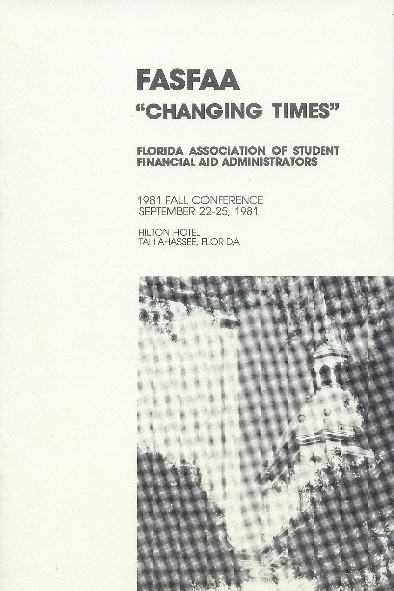 FASFAA
“CHANGING TIMES”
FLORIDA ASSOCIATION OF STUDENT
FINANCIAL AID ADMINISTRATORS
1981 FALL CONFERENCE
SEPTEMBER 22-25, 1981
HILTON HOTEL
TALLAHASSEE, FLORIDA